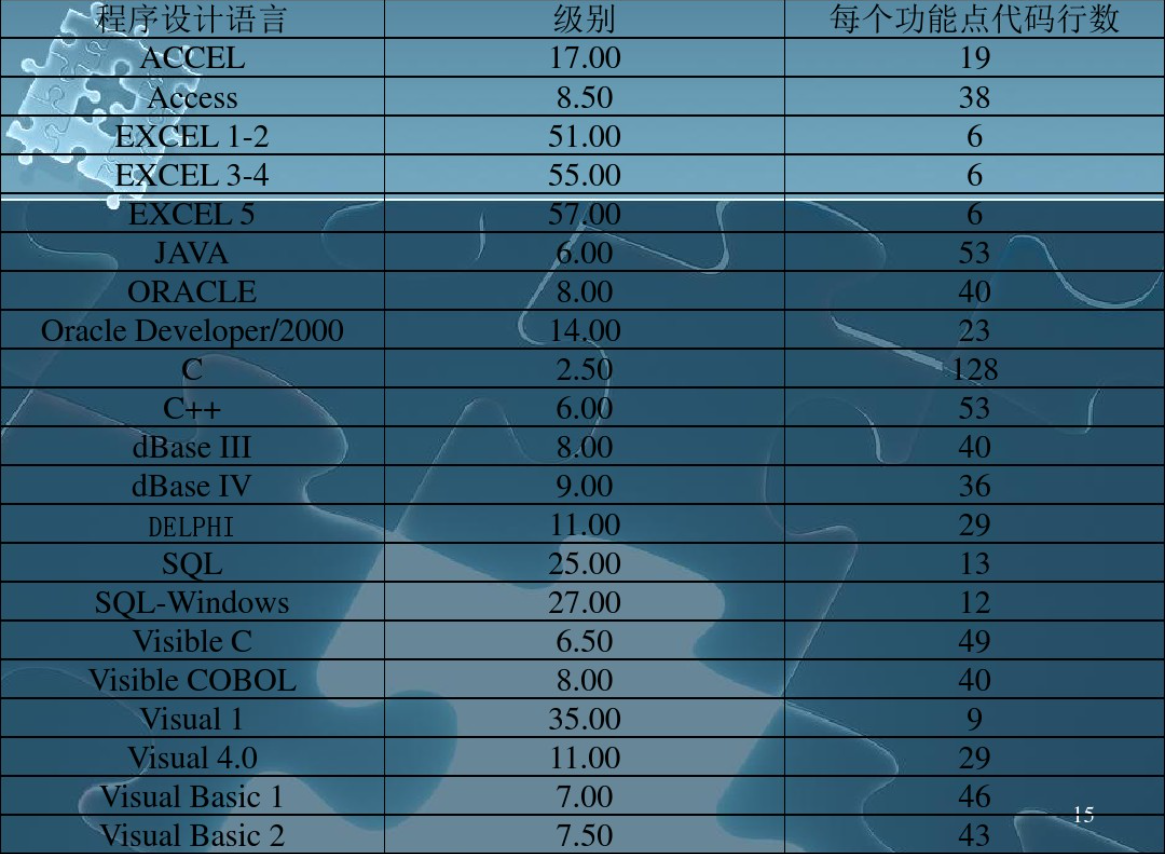 程序设计语言 级别 每个功能点代码行数
ACCEL 17.00 19
Access 8.50 38
EXCEL 1-2 51.00 6
EXCEL 3-4 55.00 6
EXCEL 5 57.00 6
JAVA 6.00 53
ORACLE 8.00 40
Oracle Developer/2000 14.00 23
C 2.50 128
C++ 6.00 53
dBase III 8.00 40
dBase IV 9.00 36
DELPHI 11.00 29
SQL 25.00 13
SQL-Windows 27.00 12
Visible C 6.50 49
Visible COBOL 8.00 40
Visual 1 35.00 9
Visual 4.0 11.00 29
Visual Basic 1 7.00 46
15
Visual Basic 2 7.50 43